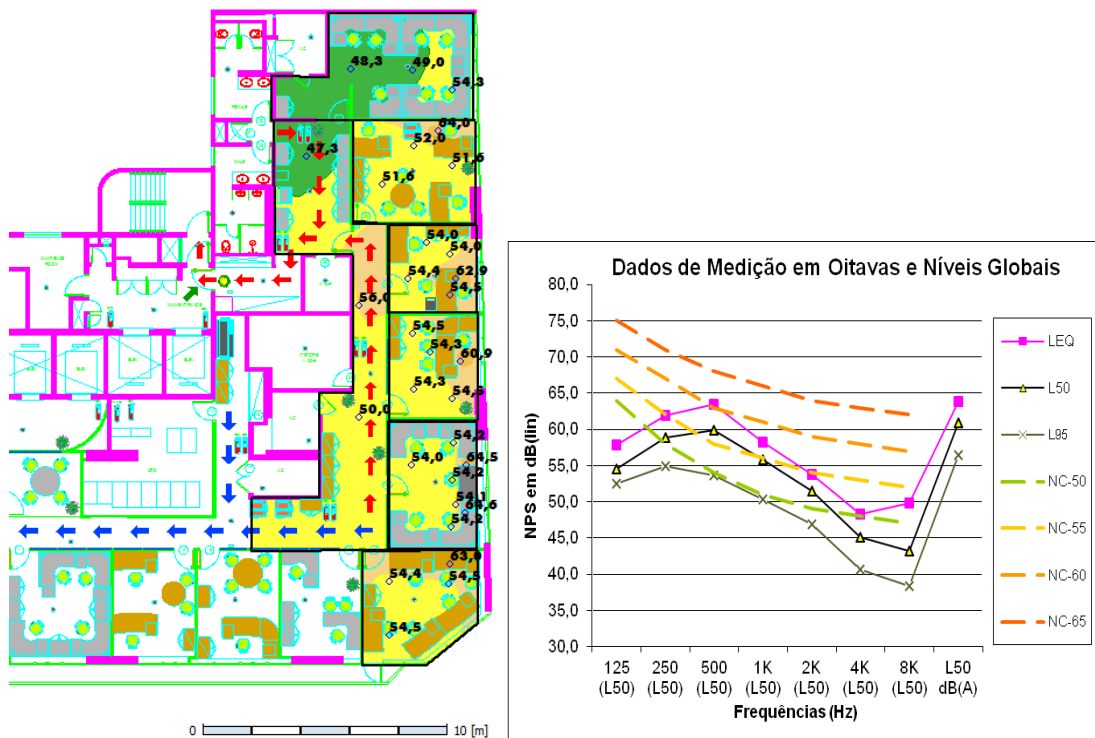 48,3
49,0
54,3
64,0
52,0
47,3
51,6
51,6
54,0
54,0
54,4
62,9
54,5
56,0
54,5
54,3
60,9
54,3
54,5
50,0
54,2
54,0
64,5
54,2
54,1
64,6
54,2
63,0
54,4
54,5
54,5
0
10 [m]
Dados de Medição em Oitavas e Níveis Globais
80,0
75,0
70,0
65,0
60,0
55,0
50,0
45,0
40,0
35,0
30,0
NPS em dB(lin)
125 (L50)
250 (L50)
500 (L50)
1K (L50)
2K (L50)
4K (L50)
8K (L50)
L50 dB(A)
Frequências (Hz)
LEQ
L50
L95
NC-50
NC-55
NC-60
NC-65